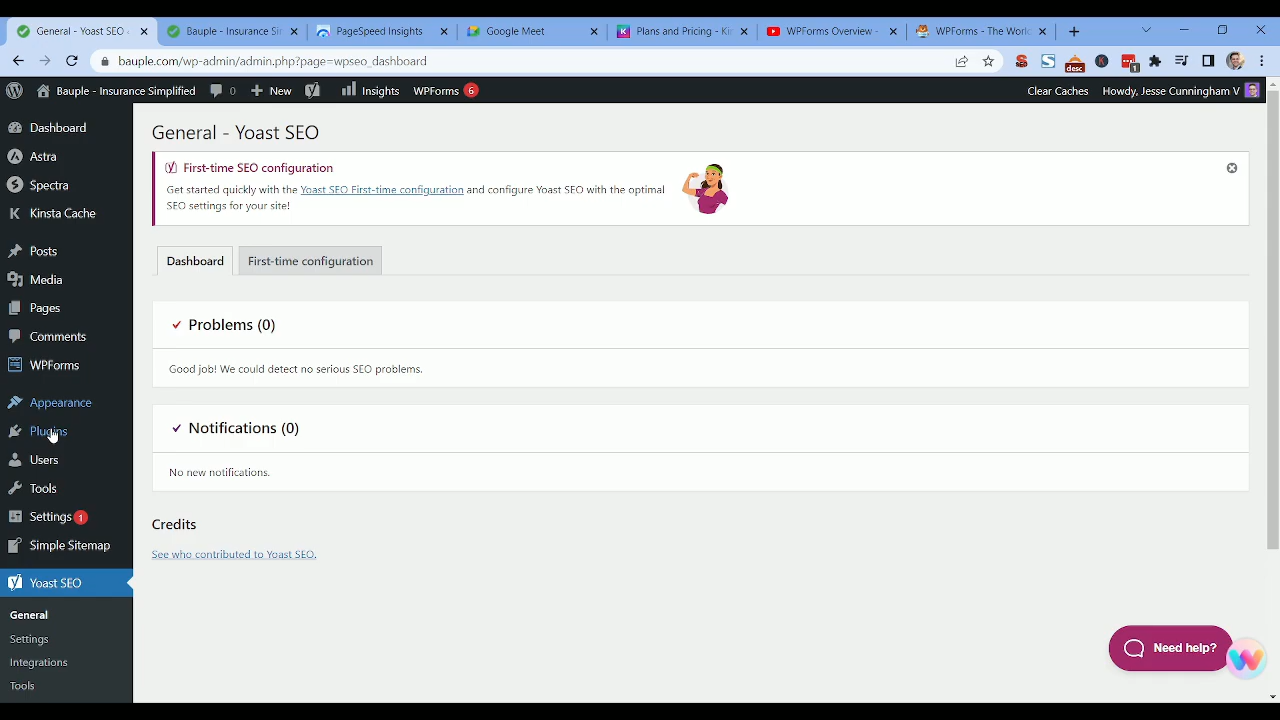 General - Yoast SEO
Bauple - Insurance Sin
PageSpeed Insights
Google Meet
Plans and Pricing - Kin
WPForms Overview -
WPForms - The World
bauple.com/wp-admin/admin.php?page=wpseo_dashboard
desc
1
Bauple - Insurance Simplified
0
New
Insights
WPForms 6
Clear Caches
Howdy, Jesse Cunningham V
Dashboard
Astra
Spectra
Kinsta Cache
Posts
Media
Pages
Comments
WPForms
Appearance
Plugins
Users
Tools
Settings 1
Simple Sitemap
Yoast SEO
General
Settings
Integrations
Tools
General - Yoast SEO
First-time SEO configuration
Get started quickly with the Yoast SEO First-time configuration and configure Yoast SEO with the optimal
SEO settings for your site!
Dashboard
First-time configuration
Problems (0)
Good job! We could detect no serious SEO problems.
Notifications (0)
No new notifications.
Credits
See who contributed to Yoast SEO.
Need help?